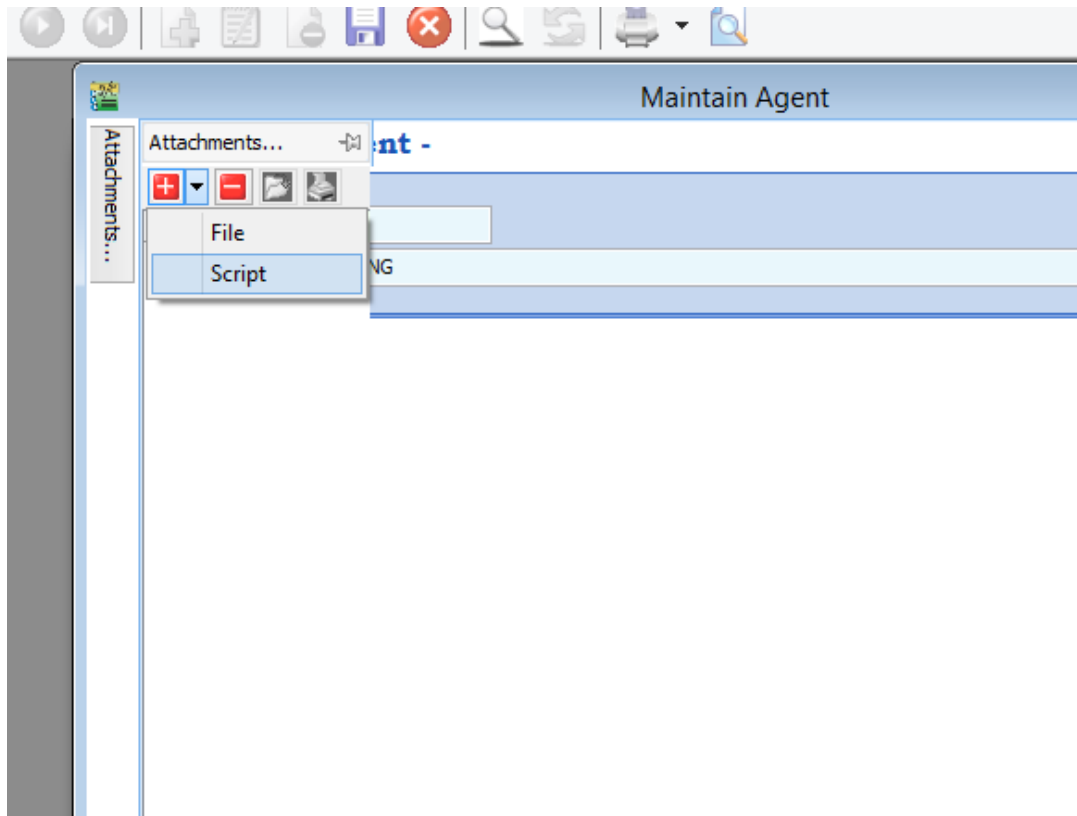 Maintain Agent
Attachments...
Attachments...
ent -
File
Script
NG